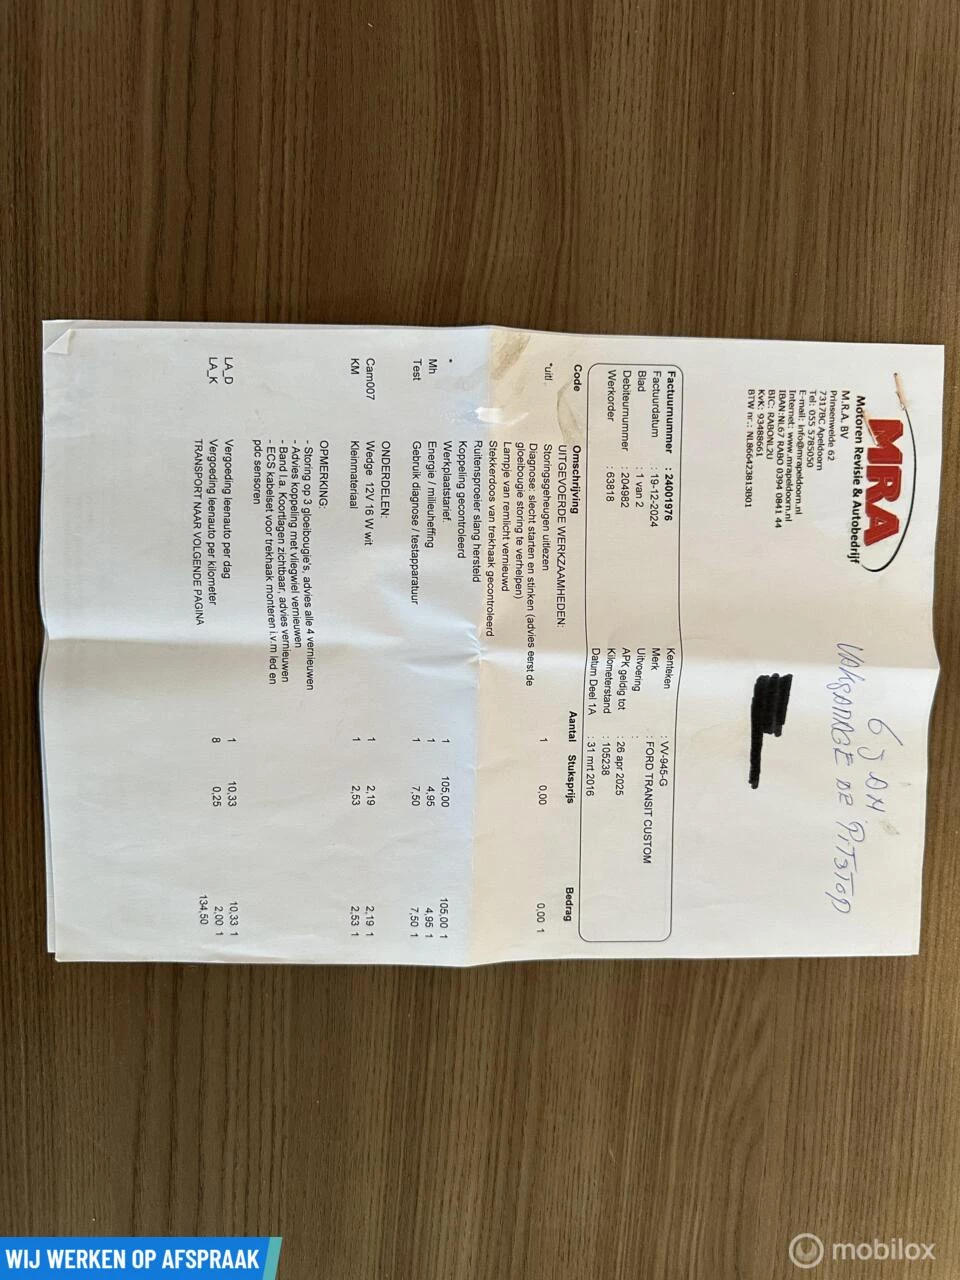 MRA
Motoren Revisie & Autobedrijf
M.R.A. BV
Prinsenweide 62
7317BC Apeldoorn
Tel: 055 5785050
E-mail: info@mrapeldoorn.nl
Internet: www.mrapeldoorn.nl
IBAN:NL67 RABO 0394 0841 44
BIC: RABONL2U
KvK: 93488661
BTW nr.: NL866423813B01
VAKGARAGE DE PITSTOP
Factuurnummer : 24001976 Kenteken : VV-945-G
Factuurdatum : 19-12-2024 Merk : FORD TRANSIT CUSTOM
Blad : 1 van 2 Uitvoering :
Debiteurnummer : 204982 APK geldig tot : 26 apr 2025
Werkorder : 63818 Kilometerstand : 105238
Datum Deel 1A : 31 mrt 2016
Code Omschrijving Aantal Stuksprijs Bedrag
UITGEVOERDE WERKZAAMHEDEN:
*uitl Storingsgeheugen uitlezen 1 0,00 0,00 1
Diagnose: slecht starten en stinken (advies eerst de
gloeibougie storing te verhelpen)
Lampje van remlicht vernieuwd
Stekkerdoos van trekhaak gecontroleerd
Ruitensproeier slang hersteld
Koppeling gecontroleerd
* Werkplaatstarief. 1 105,00 105,00 1
Mh Energie / milieuheffing 1 4,95 4,95 1
Test Gebruik diagnose / testapparatuur 1 7,50 7,50 1
ONDERDELEN:
Cam007 Wedge 12V 16 W wit 1 2,19 2,19 1
KM Kleinmateriaal 1 2,53 2,53 1
OPMERKING:
- Storing op 3 gloeibougie's, advies alle 4 vernieuwen
- Advies koppeling met vliegwiel vernieuwen
- Band l.a. Koortlagen zichtbaar, advies vernieuwen
- ECS kabelset voor trekhaak monteren i.v.m led en
pdc sensoren
LA_D Vergoeding leenauto per dag 1 10,33 10,33 1
LA_K Vergoeding leenauto per kilometer 8 0,25 2,00 1
TRANSPORT NAAR VOLGENDE PAGINA 134,50
WIJ WERKEN OP AFSPRAAK
mobilox